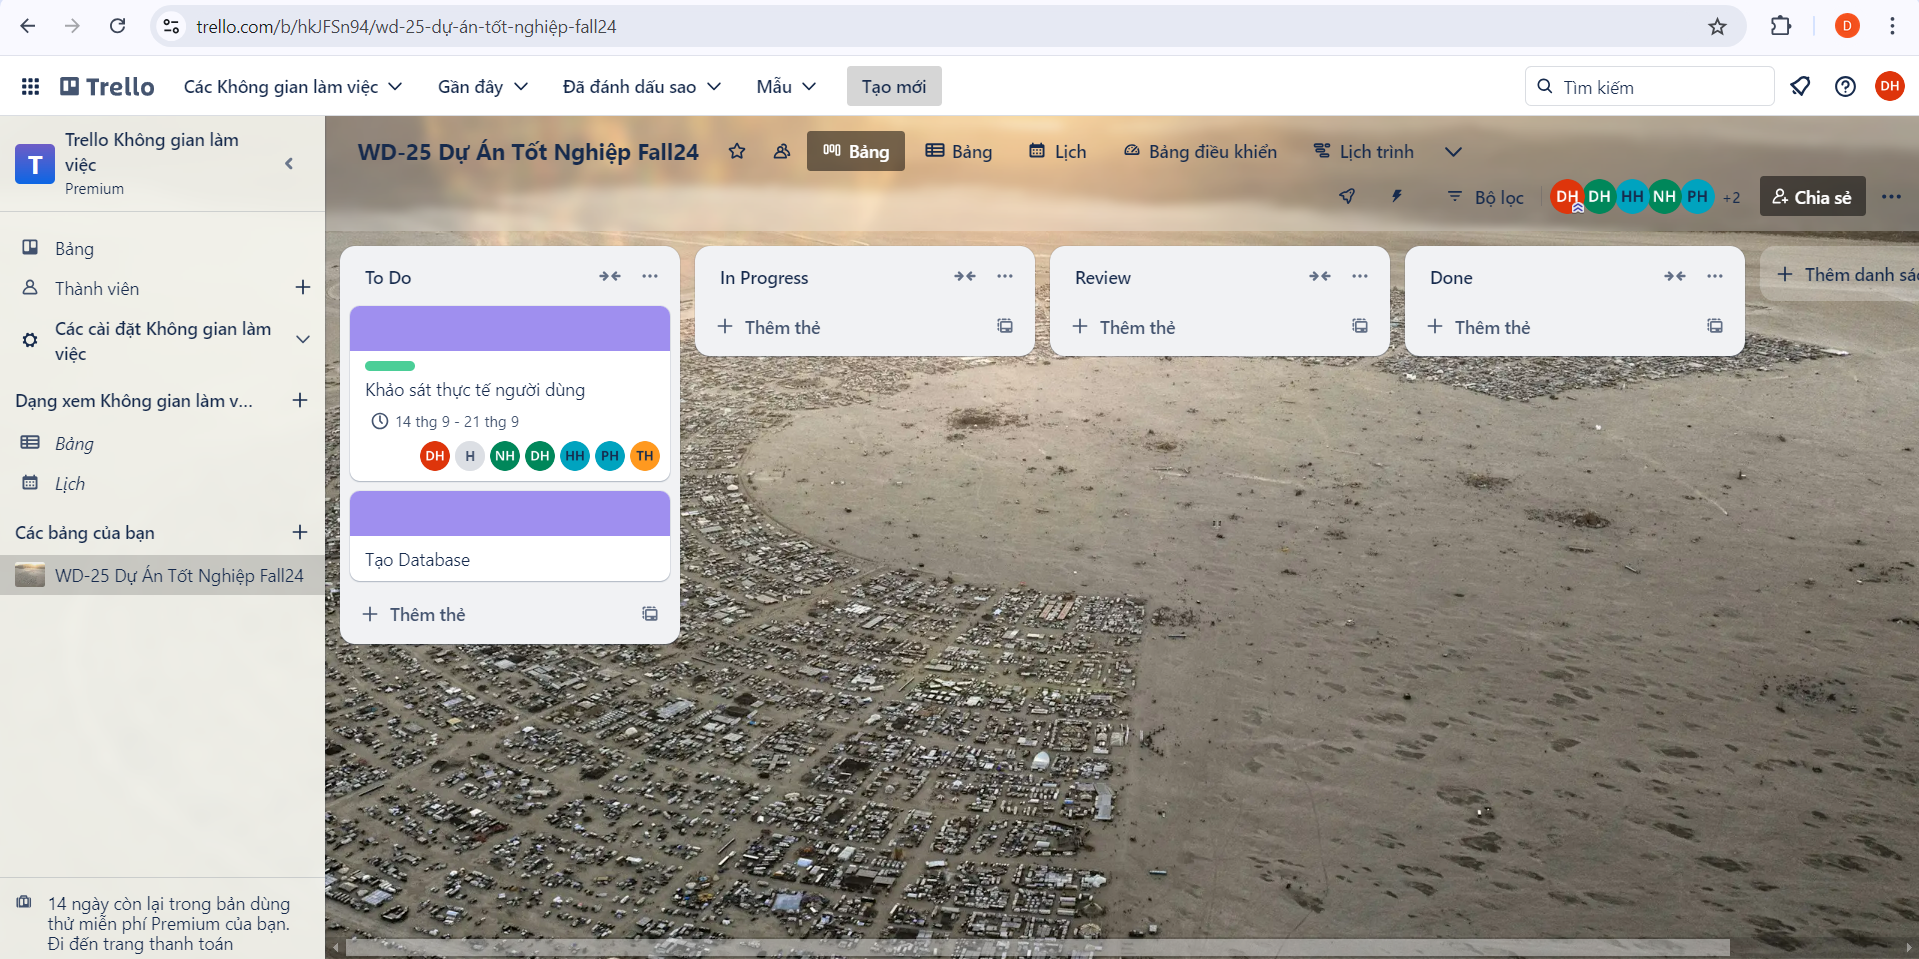 trello.com/b/hkJFSn94/wd-25-dự-án-tốt-nghiệp-fall24
D
Trello
Các Không gian làm việc
Gần đây
Đã đánh dấu sao
Mẫu
Tạo mới
Tìm kiếm
DH
T
Trello Không gian làm
việc
Premium
Bảng
Thành viên
Các cài đặt Không gian làm
việc
Dạng xem Không gian làm v...
Bảng
Lịch
Các bảng của bạn
WD-25 Dự Án Tốt Nghiệp Fall24
14 ngày còn lại trong bản dùng
thử miễn phí Premium của bạn.
Đi đến trang thanh toán
WD-25 Dự Án Tốt Nghiệp Fall24
Bảng
Bảng
Lịch
Bảng điều khiển
Lịch trình
Bộ lọc
DH DH HH NH PH +2
Chia sẻ
To Do
Khảo sát thực tế người dùng
14 thg 9 - 21 thg 9
DH H NH DH HH PH TH
Tạo Database
Thêm thẻ
In Progress
Thêm thẻ
Review
Thêm thẻ
Done
Thêm thẻ
Thêm danh sác